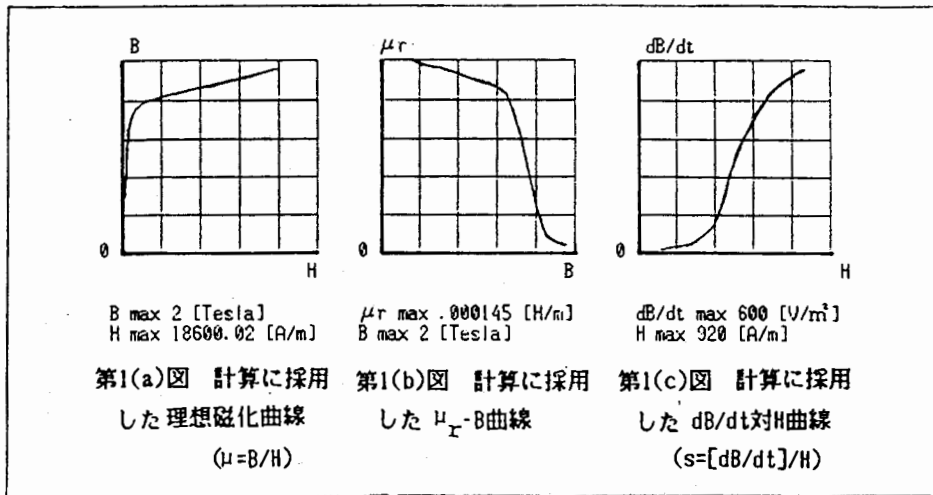 B
0
H
B max 2 [Tesla]
H max 18600.02 [A/m]
第1(a)図 計算に採用
した理想磁化曲線
(μ=B/H)
μr
0
B
μr max .000145 [H/m]
B max 2 [Tesla]
第1(b)図 計算に採用
した μr-B曲線
dB/dt
0
H
dB/dt max 600 [V/m²]
H max 920 [A/m]
第1(c)図 計算に採用
した dB/dt対H曲線
(s=[dB/dt]/H)